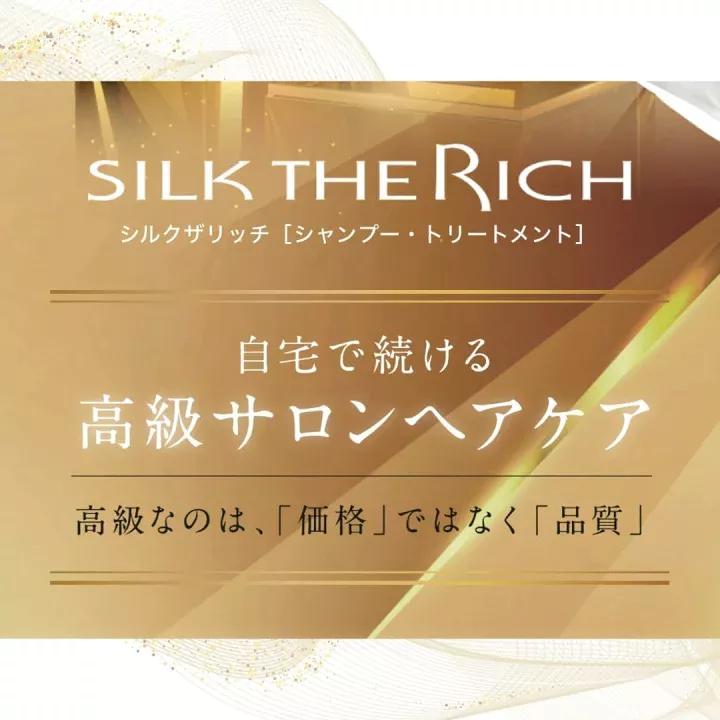 SILK THE RICH
シルクザリッチ［シャンプー・トリートメント］
自宅で続ける
高級サロンヘアケア
高級なのは、「価格」ではなく「品質」